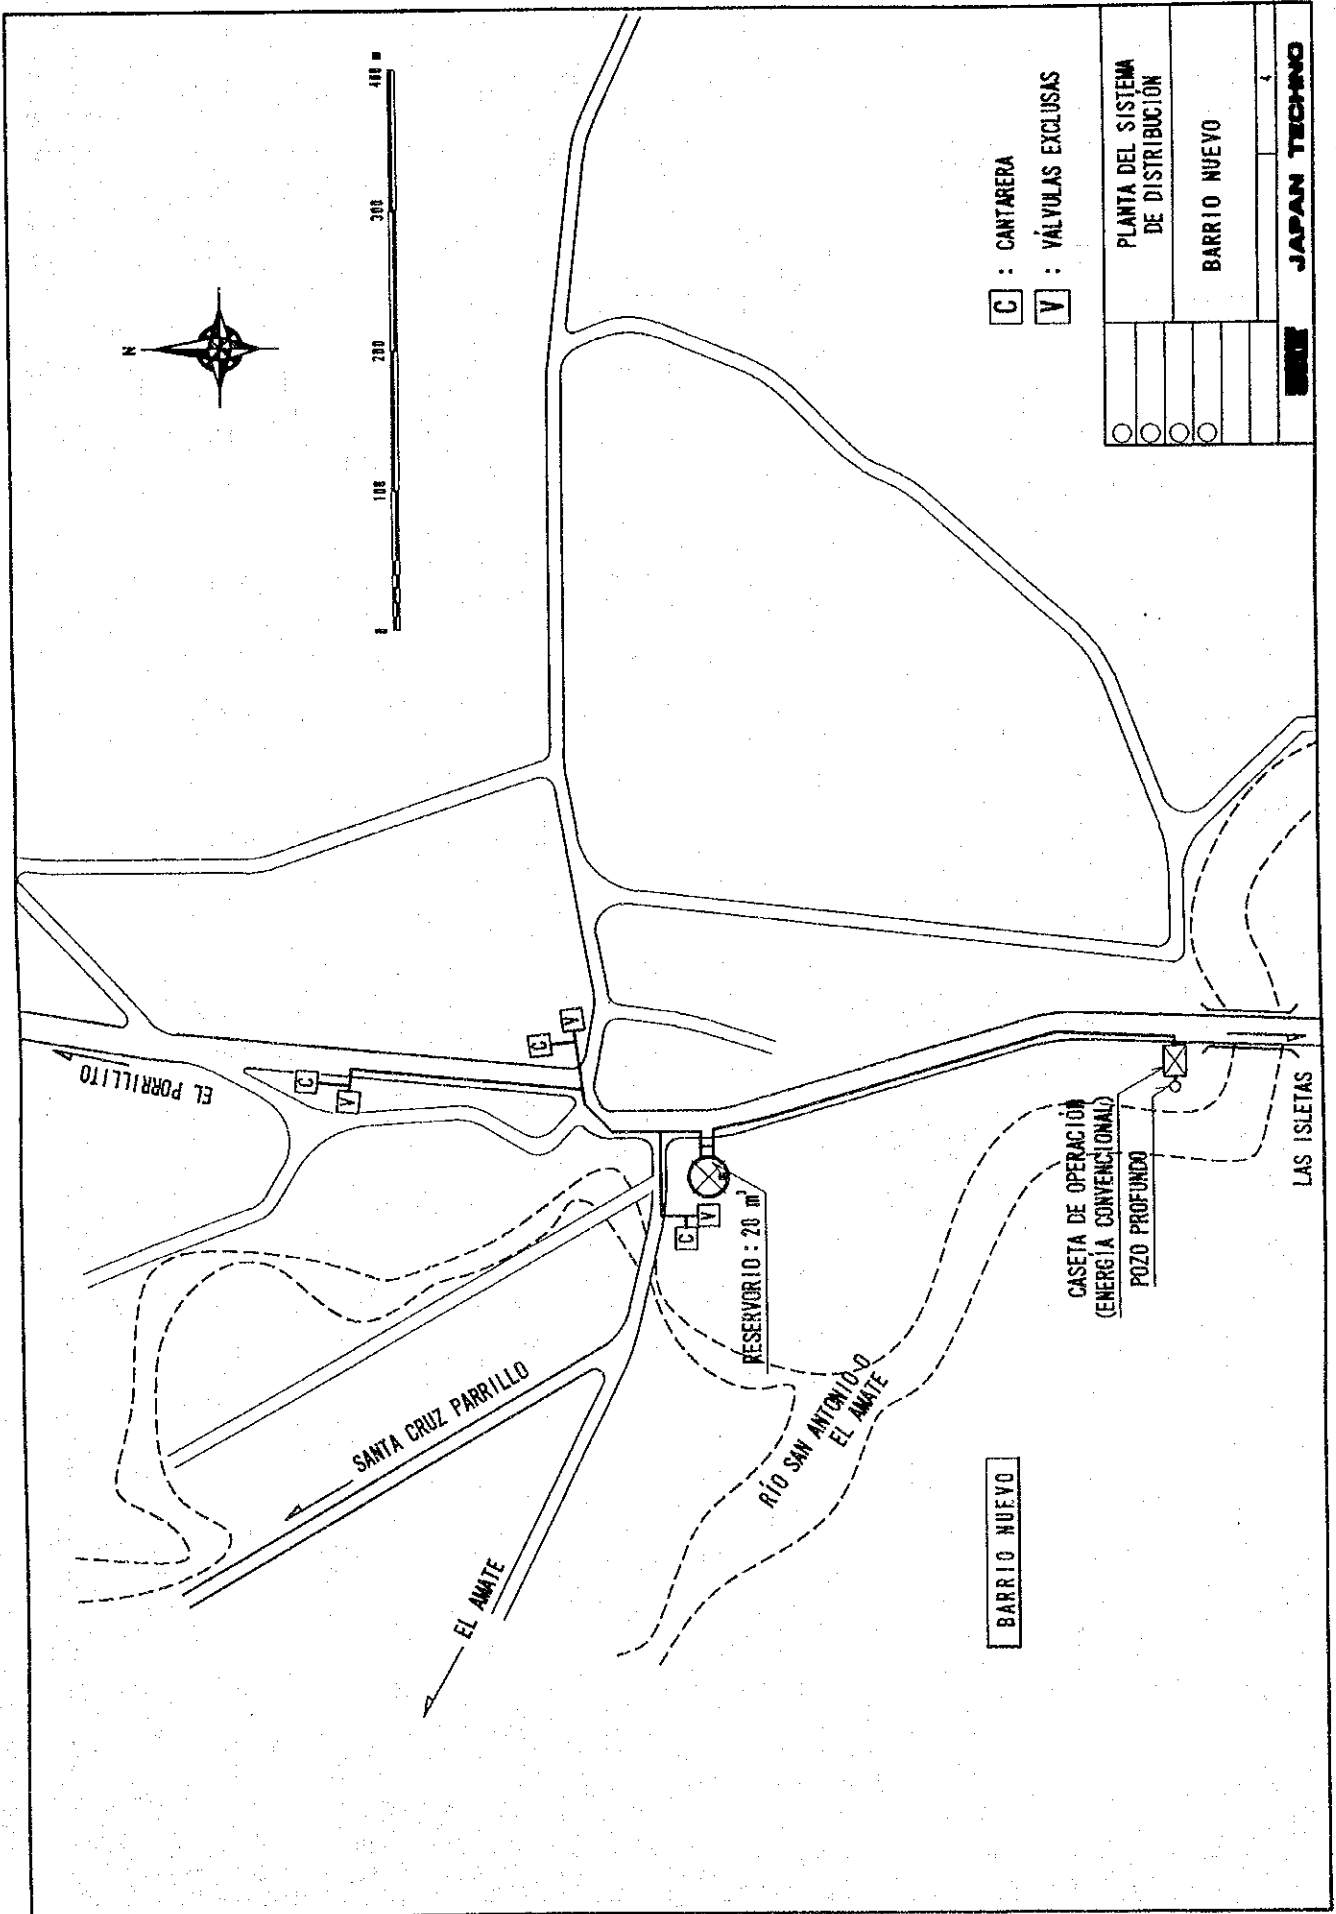 N
0
100
200
300
400 m
C : CANTARERA
V : VÁLVULAS EXCLUSAS
PLANTA DEL SISTEMA
DE DISTRIBUCIÓN
BARRIO NUEVO
4
JAPAN TECHNO
EL PORRILLITO
C
V
C
V
C
V
RESERVORIO : 20 m³
SANTA CRUZ PARRILLO
EL AMATE
RÍO SAN ANTONIO O
EL AMATE
CASETA DE OPERACIÓN
(ENERGÍA CONVENCIONAL)
POZO PROFUNDO
LAS ISLETAS
BARRIO NUEVO